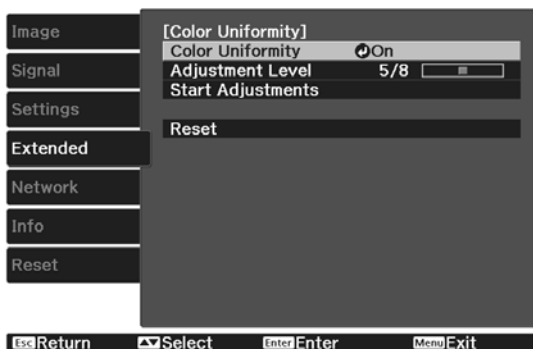 Image
Signal
Settings
Extended
Network
Info
Reset
[Color Uniformity]
Color Uniformity On
Adjustment Level 5/8
Start Adjustments
Reset
Esc Return Select Enter Enter Menu Exit